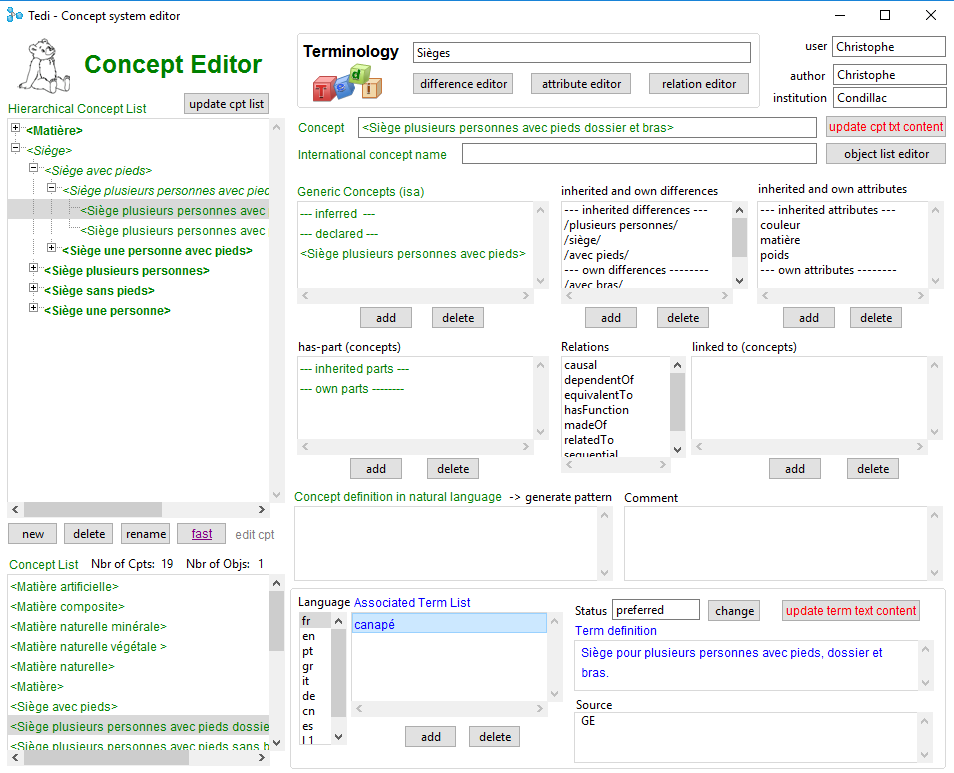 Tedi - Concept system editor
Concept Editor
Hierarchical Concept List
update cpt list
<Matière>
<Siège>
<Siège avec pieds>
<Siège plusieurs personnes avec piec
<Siège plusieurs personnes avec
<Siège plusieurs personnes avec
<Siège une personne avec pieds>
<Siège plusieurs personnes>
<Siège sans pieds>
<Siège une personne>
new
delete
rename
fast
edit cpt
Concept List
Nbr of Cpts: 19
Nbr of Objs: 1
<Matière artificielle>
<Matière composite>
<Matière naturelle minérale>
<Matière naturelle végétale >
<Matière naturelle>
<Matière>
<Siège avec pieds>
<Siège plusieurs personnes avec pieds dossie
<Siège plusieurs personnes avec pieds sans b
Terminology
Tedi
Sièges
difference editor
attribute editor
relation editor
user
Christophe
author
Christophe
institution
Condillac
Concept
<Siège plusieurs personnes avec pieds dossier et bras>
update cpt txt content
International concept name
object list editor
Generic Concepts (isa)
--- inferred ---
--- declared ---
<Siège plusieurs personnes avec pieds>
add
delete
inherited and own differences
--- inherited differences ---
/plusieurs personnes/
/siège/
/avec pieds/
--- own differences --------
/avec bras/
add
delete
inherited and own attributes
--- inherited attributes ---
couleur
matière
poids
--- own attributes --------
add
delete
has-part (concepts)
--- inherited parts ---
--- own parts --------
add
delete
Relations
causal
dependentOf
equivalentTo
hasFunction
madeOf
relatedTo
sequential
linked to (concepts)
add
delete
Concept definition in natural language
-> generate pattern
Comment
Language
fr
en
pt
gr
it
de
cn
es
L1
Associated Term List
canapé
add
delete
Status
preferred
change
update term text content
Term definition
Siège pour plusieurs personnes avec pieds, dossier et
bras.
Source
GE